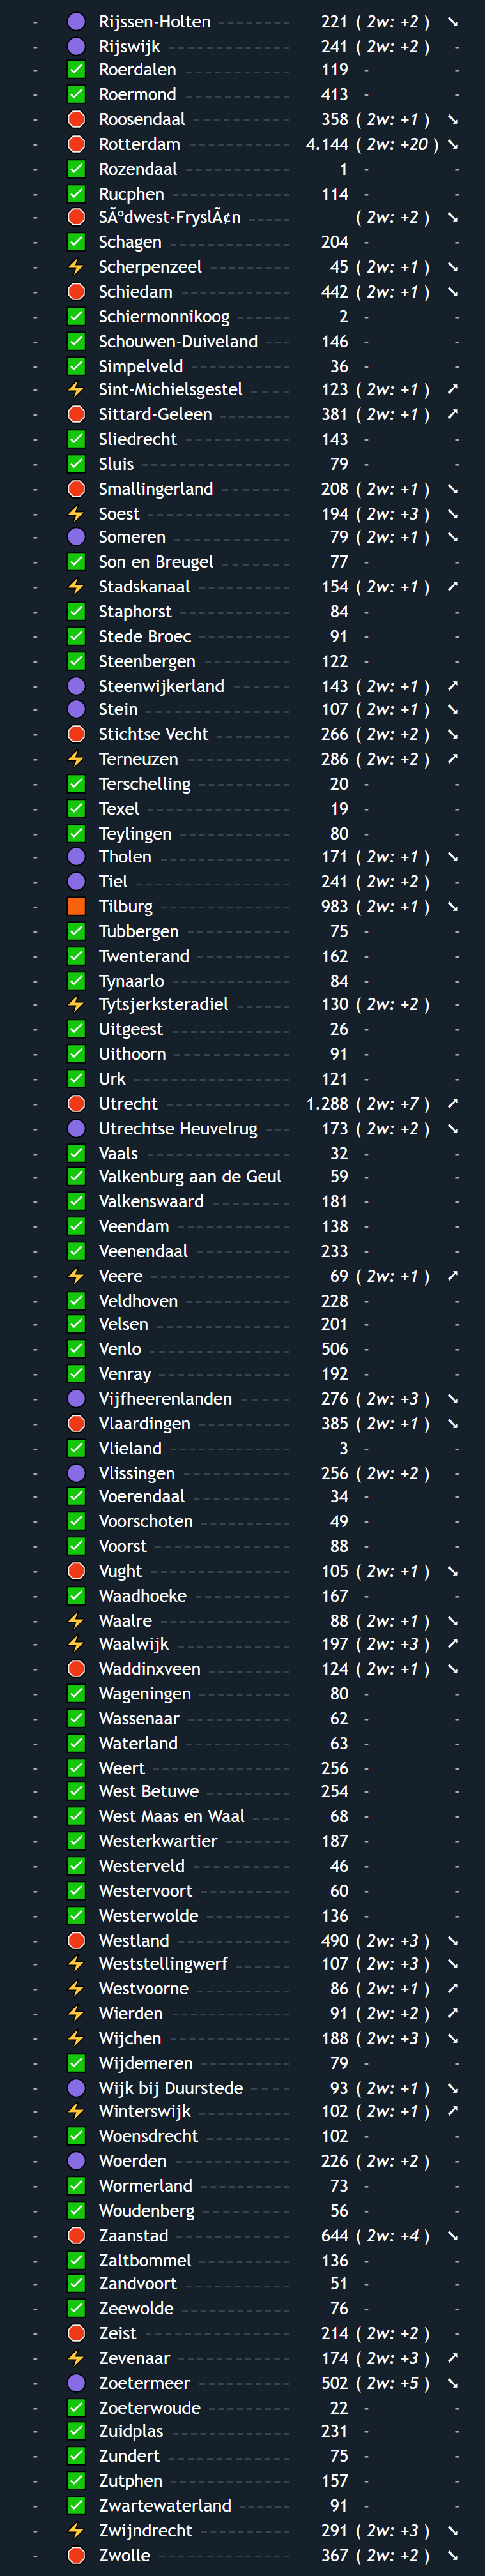 - Rijssen-Holten 221 ( 2w: +2 ) ↘
- Rijswijk 241 ( 2w: +2 ) -
- Roerdalen 119 - -
- Roermond 413 - -
- Roosendaal 358 ( 2w: +1 ) ↘
- Rotterdam 4.144 ( 2w: +20 ) ↘
- Rozendaal 1 - -
- Rucphen 114 - -
- SÃºdwest-FryslÃ¢n ( 2w: +2 ) ↘
- Schagen 204 - -
- Scherpenzeel 45 ( 2w: +1 ) ↘
- Schiedam 442 ( 2w: +1 ) ↘
- Schiermonnikoog 2 - -
- Schouwen-Duiveland 146 - -
- Simpelveld 36 - -
- Sint-Michielsgestel 123 ( 2w: +1 ) ↗
- Sittard-Geleen 381 ( 2w: +1 ) ↗
- Sliedrecht 143 - -
- Sluis 79 - -
- Smallingerland 208 ( 2w: +1 ) ↘
- Soest 194 ( 2w: +3 ) ↘
- Someren 79 ( 2w: +1 ) ↘
- Son en Breugel 77 - -
- Stadskanaal 154 ( 2w: +1 ) ↗
- Staphorst 84 - -
- Stede Broec 91 - -
- Steenbergen 122 - -
- Steenwijkerland 143 ( 2w: +1 ) ↗
- Stein 107 ( 2w: +1 ) ↘
- Stichtse Vecht 266 ( 2w: +2 ) ↘
- Terneuzen 286 ( 2w: +2 ) ↗
- Terschelling 20 - -
- Texel 19 - -
- Teylingen 80 - -
- Tholen 171 ( 2w: +1 ) ↘
- Tiel 241 ( 2w: +2 ) -
- Tilburg 983 ( 2w: +1 ) ↘
- Tubbergen 75 - -
- Twenterand 162 - -
- Tynaarlo 84 - -
- Tytsjerksteradiel 130 ( 2w: +2 ) -
- Uitgeest 26 - -
- Uithoorn 91 - -
- Urk 121 - -
- Utrecht 1.288 ( 2w: +7 ) ↗
- Utrechtse Heuvelrug 173 ( 2w: +2 ) ↘
- Vaals 32 - -
- Valkenburg aan de Geul 59 - -
- Valkenswaard 181 - -
- Veendam 138 - -
- Veenendaal 233 - -
- Veere 69 ( 2w: +1 ) ↗
- Veldhoven 228 - -
- Velsen 201 - -
- Venlo 506 - -
- Venray 192 - -
- Vijfheerenlanden 276 ( 2w: +3 ) ↘
- Vlaardingen 385 ( 2w: +1 ) ↘
- Vlieland 3 - -
- Vlissingen 256 ( 2w: +2 ) -
- Voerendaal 34 - -
- Voorschoten 49 - -
- Voorst 88 - -
- Vught 105 ( 2w: +1 ) ↘
- Waadhoeke 167 - -
- Waalre 88 ( 2w: +1 ) ↘
- Waalwijk 197 ( 2w: +3 ) ↗
- Waddinxveen 124 ( 2w: +1 ) ↘
- Wageningen 80 - -
- Wassenaar 62 - -
- Waterland 63 - -
- Weert 256 - -
- West Betuwe 254 - -
- West Maas en Waal 68 - -
- Westerkwartier 187 - -
- Westerveld 46 - -
- Westervoort 60 - -
- Westerwolde 136 - -
- Westland 490 ( 2w: +3 ) ↘
- Weststellingwerf 107 ( 2w: +3 ) ↘
- Westvoorne 86 ( 2w: +1 ) ↗
- Wierden 91 ( 2w: +2 ) ↗
- Wijchen 188 ( 2w: +3 ) ↘
- Wijdemeren 79 - -
- Wijk bij Duurstede 93 ( 2w: +1 ) ↘
- Winterswijk 102 ( 2w: +1 ) ↗
- Woensdrecht 102 - -
- Woerden 226 ( 2w: +2 ) -
- Wormerland 73 - -
- Woudenberg 56 - -
- Zaanstad 644 ( 2w: +4 ) ↘
- Zaltbommel 136 - -
- Zandvoort 51 - -
- Zeewolde 76 - -
- Zeist 214 ( 2w: +2 ) -
- Zevenaar 174 ( 2w: +3 ) ↗
- Zoetermeer 502 ( 2w: +5 ) ↘
- Zoeterwoude 22 - -
- Zuidplas 231 - -
- Zundert 75 - -
- Zutphen 157 - -
- Zwartewaterland 91 - -
- Zwijndrecht 291 ( 2w: +3 ) ↘
- Zwolle 367 ( 2w: +2 ) ↘